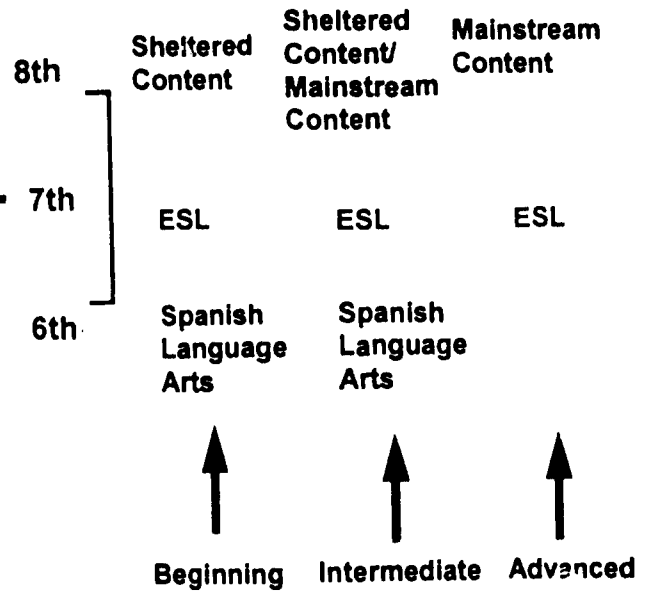 8th
Sheltered
Content
Sheltered
Content/
Mainstream
Content
Mainstream
Content
7th
ESL
ESL
ESL
6th
Spanish
Language
Arts
Spanish
Language
Arts
Beginning
Intermediate
Advanced